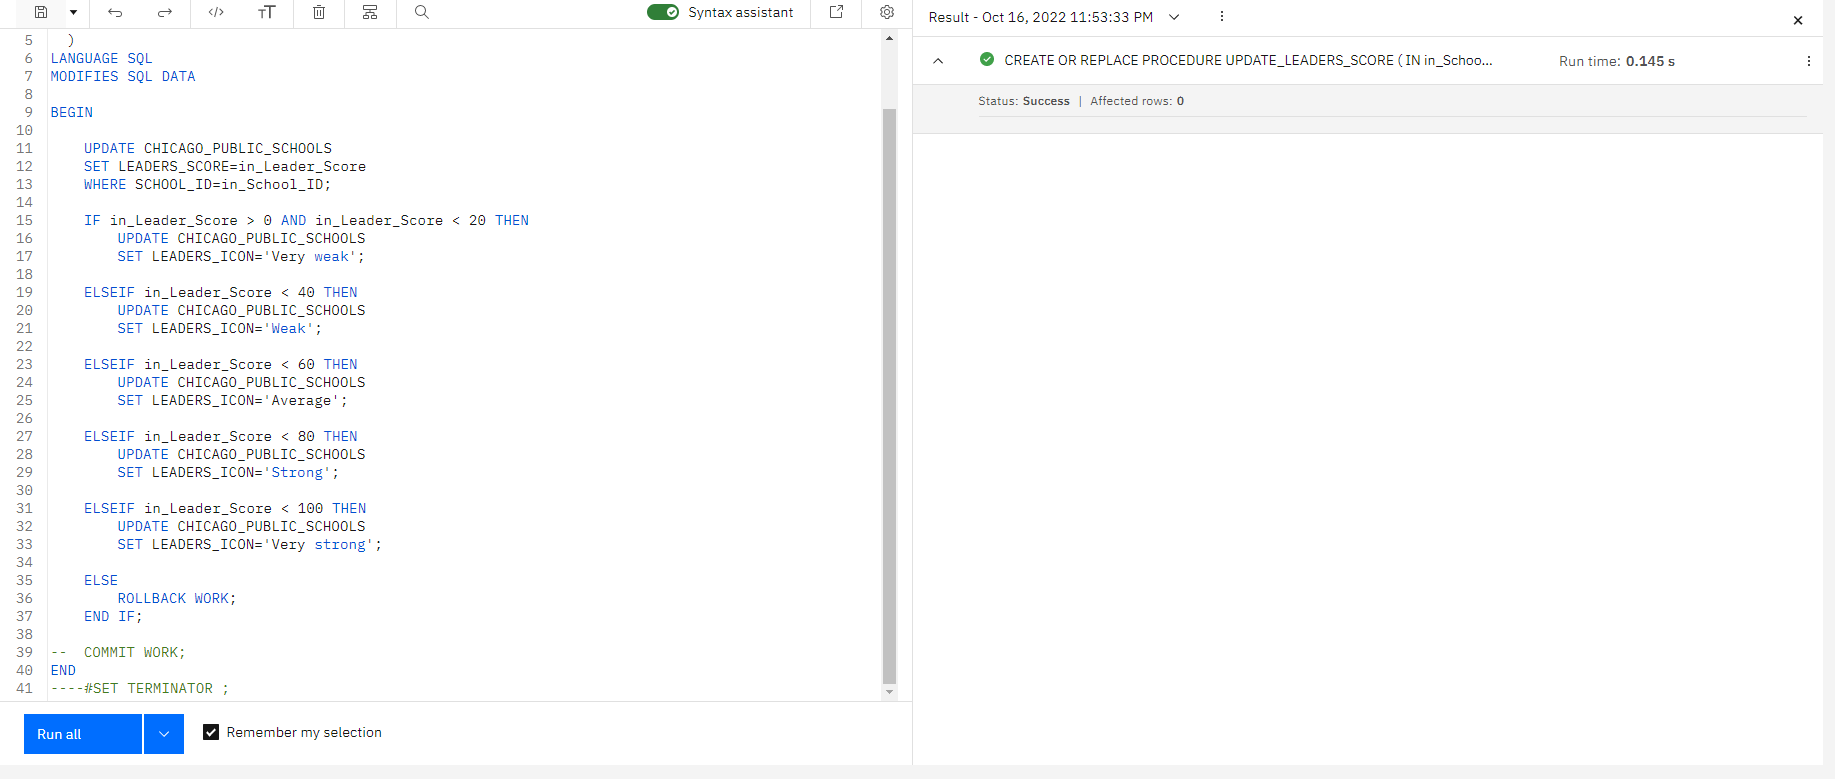 </> тT Syntax assistant
5 )
6 LANGUAGE SQL
7 MODIFIES SQL DATA
8
9 BEGIN
10
11 UPDATE CHICAGO_PUBLIC_SCHOOLS
12 SET LEADERS_SCORE=in_Leader_Score
13 WHERE SCHOOL_ID=in_School_ID;
14
15 IF in_Leader_Score > 0 AND in_Leader_Score < 20 THEN
16 UPDATE CHICAGO_PUBLIC_SCHOOLS
17 SET LEADERS_ICON='Very weak';
18
19 ELSEIF in_Leader_Score < 40 THEN
20 UPDATE CHICAGO_PUBLIC_SCHOOLS
21 SET LEADERS_ICON='Weak';
22
23 ELSEIF in_Leader_Score < 60 THEN
24 UPDATE CHICAGO_PUBLIC_SCHOOLS
25 SET LEADERS_ICON='Average';
26
27 ELSEIF in_Leader_Score < 80 THEN
28 UPDATE CHICAGO_PUBLIC_SCHOOLS
29 SET LEADERS_ICON='Strong';
30
31 ELSEIF in_Leader_Score < 100 THEN
32 UPDATE CHICAGO_PUBLIC_SCHOOLS
33 SET LEADERS_ICON='Very strong';
34
35 ELSE
36 ROLLBACK WORK;
37 END IF;
38
39 -- COMMIT WORK;
40 END
41 ----#SET TERMINATOR ;
Run all Remember my selection
Result - Oct 16, 2022 11:53:33 PM
CREATE OR REPLACE PROCEDURE UPDATE_LEADERS_SCORE ( IN in_Schoo... Run time: 0.145 s
Status: Success | Affected rows: 0